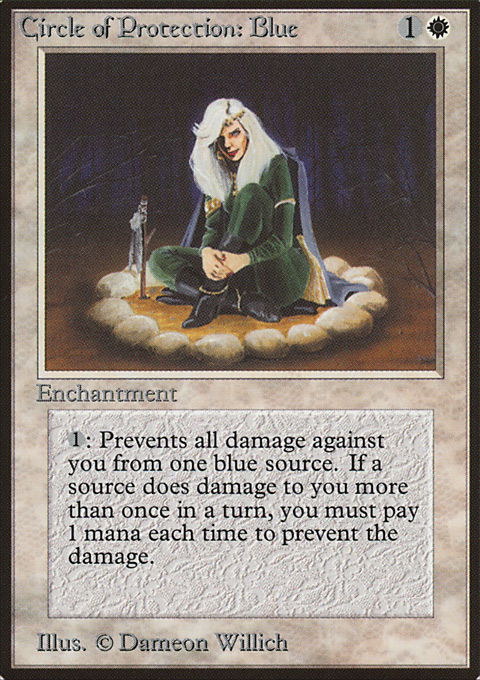 Circle of Protection: Blue 1
Enchantment
1: Prevents all damage against
you from one blue source. If a
source does damage to you more
than once in a turn, you must pay
1 mana each time to prevent the
damage.
Illus. © Dameon Willich